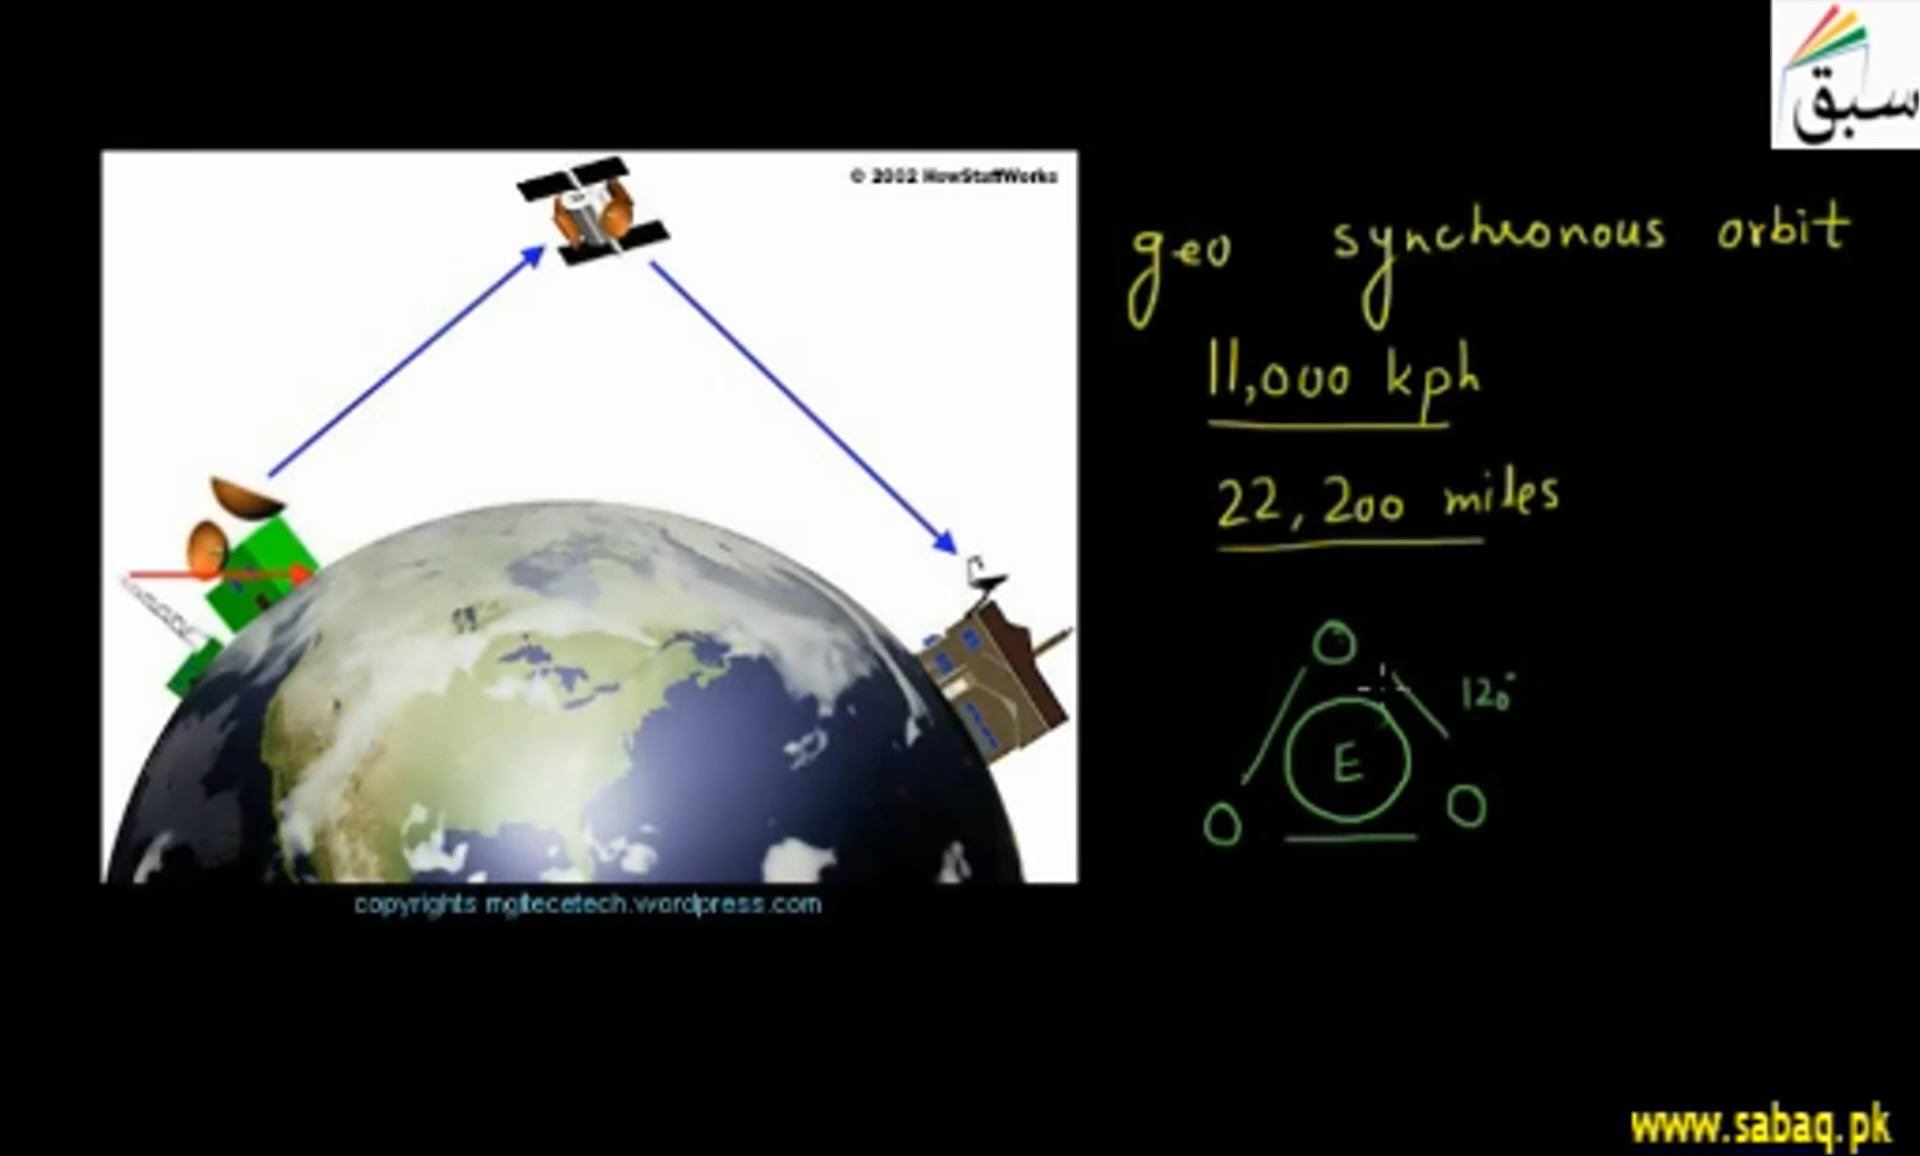 سبق
© 2002 HowStuffWorks
geo synchronous orbit
11,000 kph
22,200 miles
120°
E
copyrights mgitecetech.wordpress.com
www.sabaq.pk